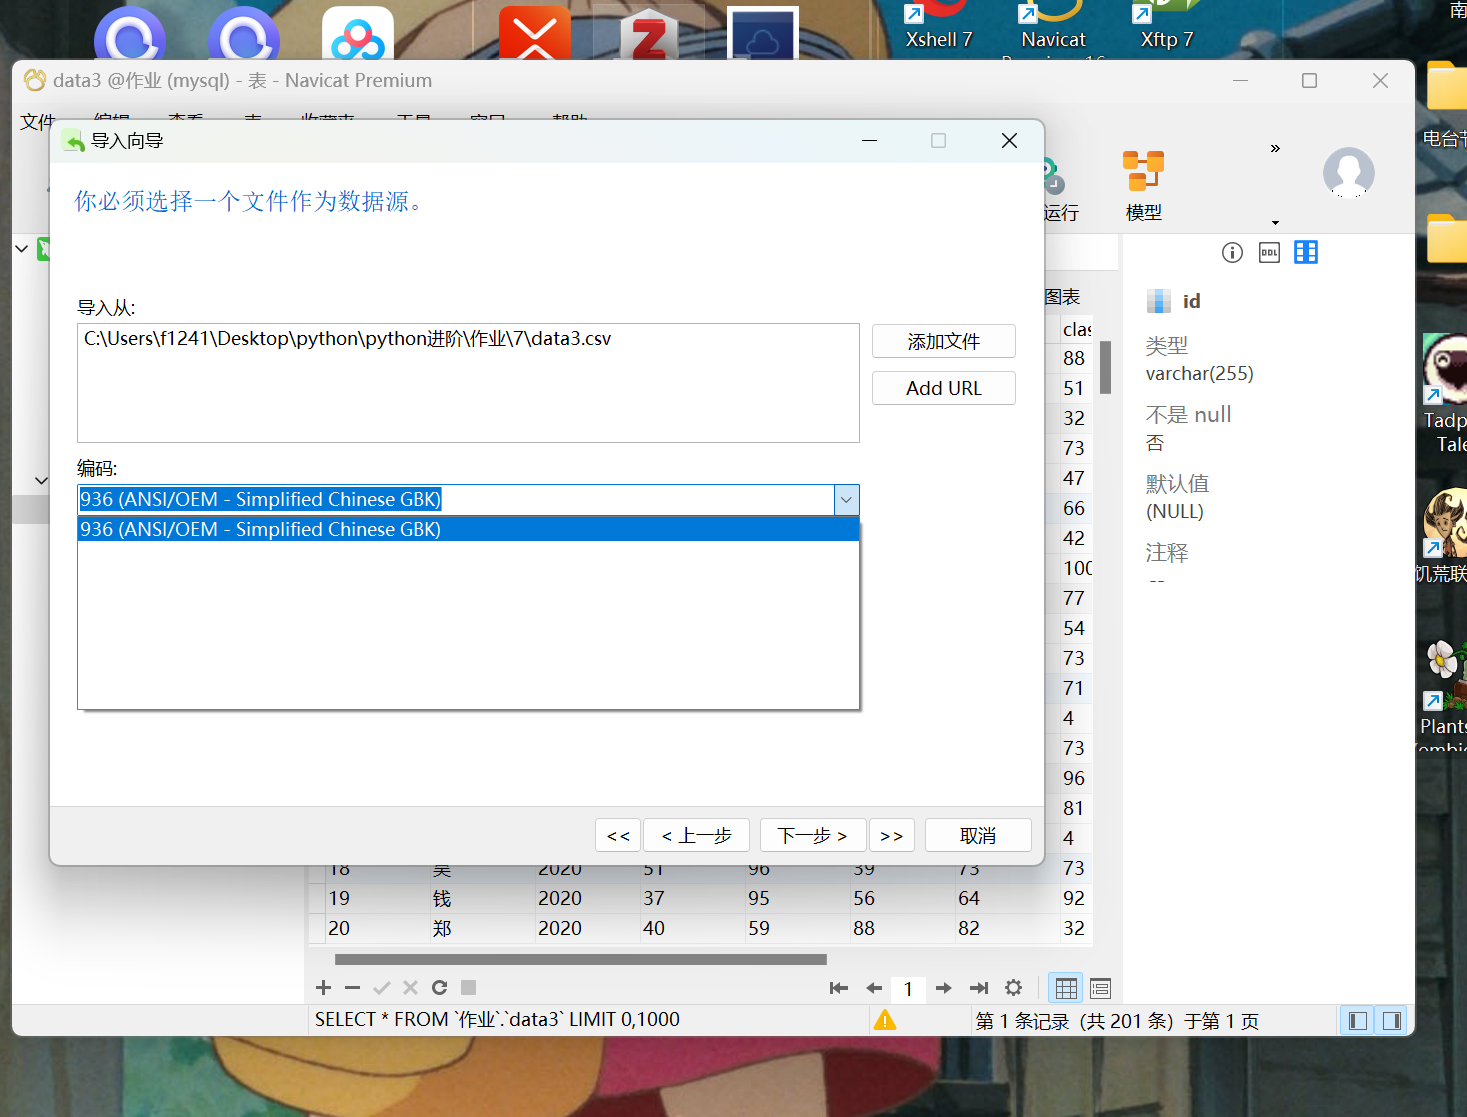 Xshell 7
Navicat
Xftp 7
data3 @作业 (mysql) - 表 - Navicat Premium
文件
导入向导
运行
模型
你必须选择一个文件作为数据源。
导入从:
C:\Users\f1241\Desktop\python\python进阶\作业\7\data3.csv
添加文件
Add URL
编码:
936 (ANSI/OEM - Simplified Chinese GBK)
936 (ANSI/OEM - Simplified Chinese GBK)
<<
< 上一步
下一步 >
>>
取消
图表
clas
88
51
32
73
47
66
42
100
77
54
73
71
4
73
96
81
4
18 吴 2020 51 96 39 73 73
19 钱 2020 37 95 56 64 92
20 郑 2020 40 59 88 82 32
DDL
id
类型
varchar(255)
不是 null
否
默认值
(NULL)
注释
--
1
SELECT * FROM `作业`.`data3` LIMIT 0,1000
第 1 条记录 (共 201 条) 于第 1 页
南
电台节
Tadp
Tale
饥荒联
Plants